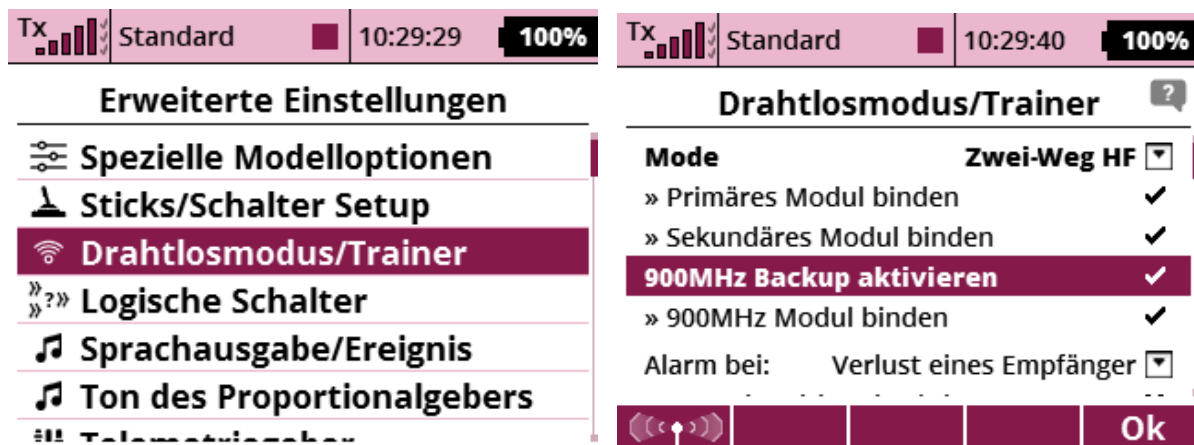 Tx Standard 10:29:29 100%
Erweiterte Einstellungen
Spezielle Modelloptionen
Sticks/Schalter Setup
Drahtlosmodus/Trainer
Logische Schalter
Sprachausgabe/Ereignis
Ton des Proportionalgebers
Tx Standard 10:29:40 100%
Drahtlosmodus/Trainer ?
Mode Zwei-Weg HF
» Primäres Modul binden
» Sekundäres Modul binden
900MHz Backup aktivieren
» 900MHz Modul binden
Alarm bei: Verlust eines Empfänger
Ok